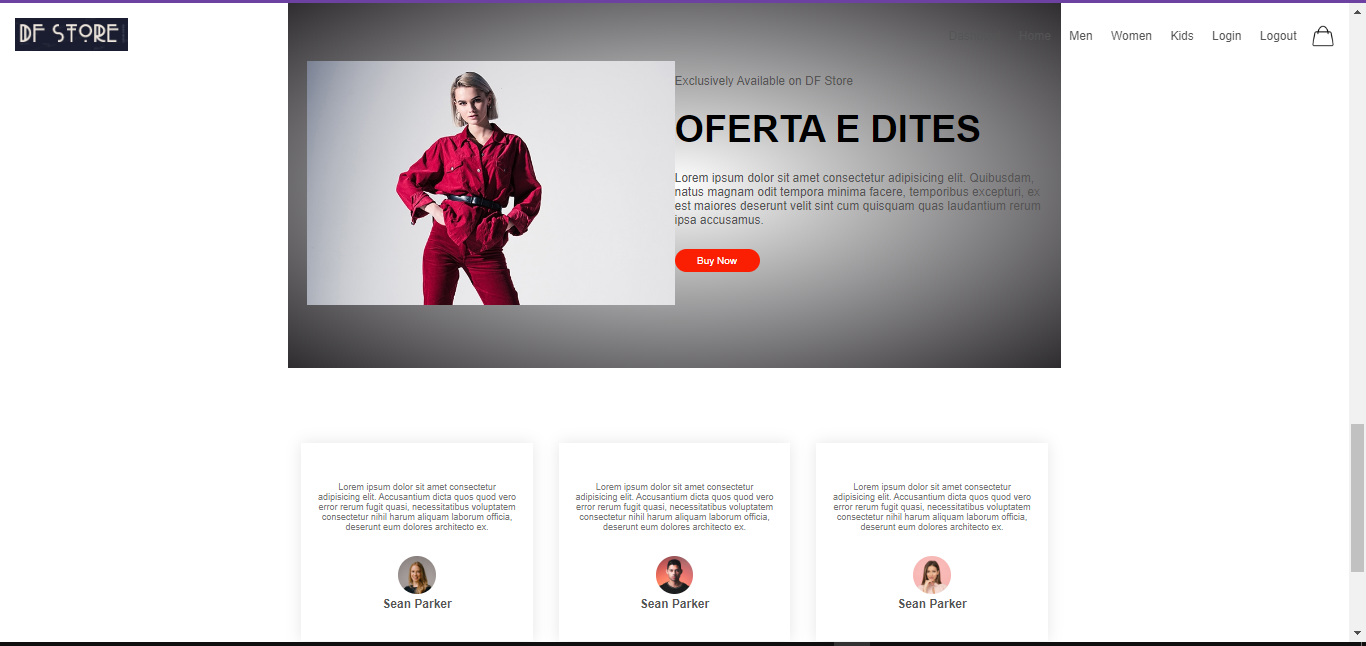 DF STORE
Home Men Women Kids Login Logout
Exclusively Available on DF Store
OFERTA E DITES
Lorem ipsum dolor sit amet consectetur adipisicing elit. Quibusdam,
natus magnam odit tempora minima facere, temporibus excepturi, ex
est maiores deserunt velit sint cum quisquam quas laudantium rerum
ipsa accusamus.
Buy Now
Lorem ipsum dolor sit amet consectetur
adipisicing elit. Accusantium dicta quos quod vero
error rerum fugit quasi, necessitatibus voluptatem
consectetur nihil harum aliquam laborum officia,
deserunt eum dolores architecto ex.
Sean Parker
Lorem ipsum dolor sit amet consectetur
adipisicing elit. Accusantium dicta quos quod vero
error rerum fugit quasi, necessitatibus voluptatem
consectetur nihil harum aliquam laborum officia,
deserunt eum dolores architecto ex.
Sean Parker
Lorem ipsum dolor sit amet consectetur
adipisicing elit. Accusantium dicta quos quod vero
error rerum fugit quasi, necessitatibus voluptatem
consectetur nihil harum aliquam laborum officia,
deserunt eum dolores architecto ex.
Sean Parker